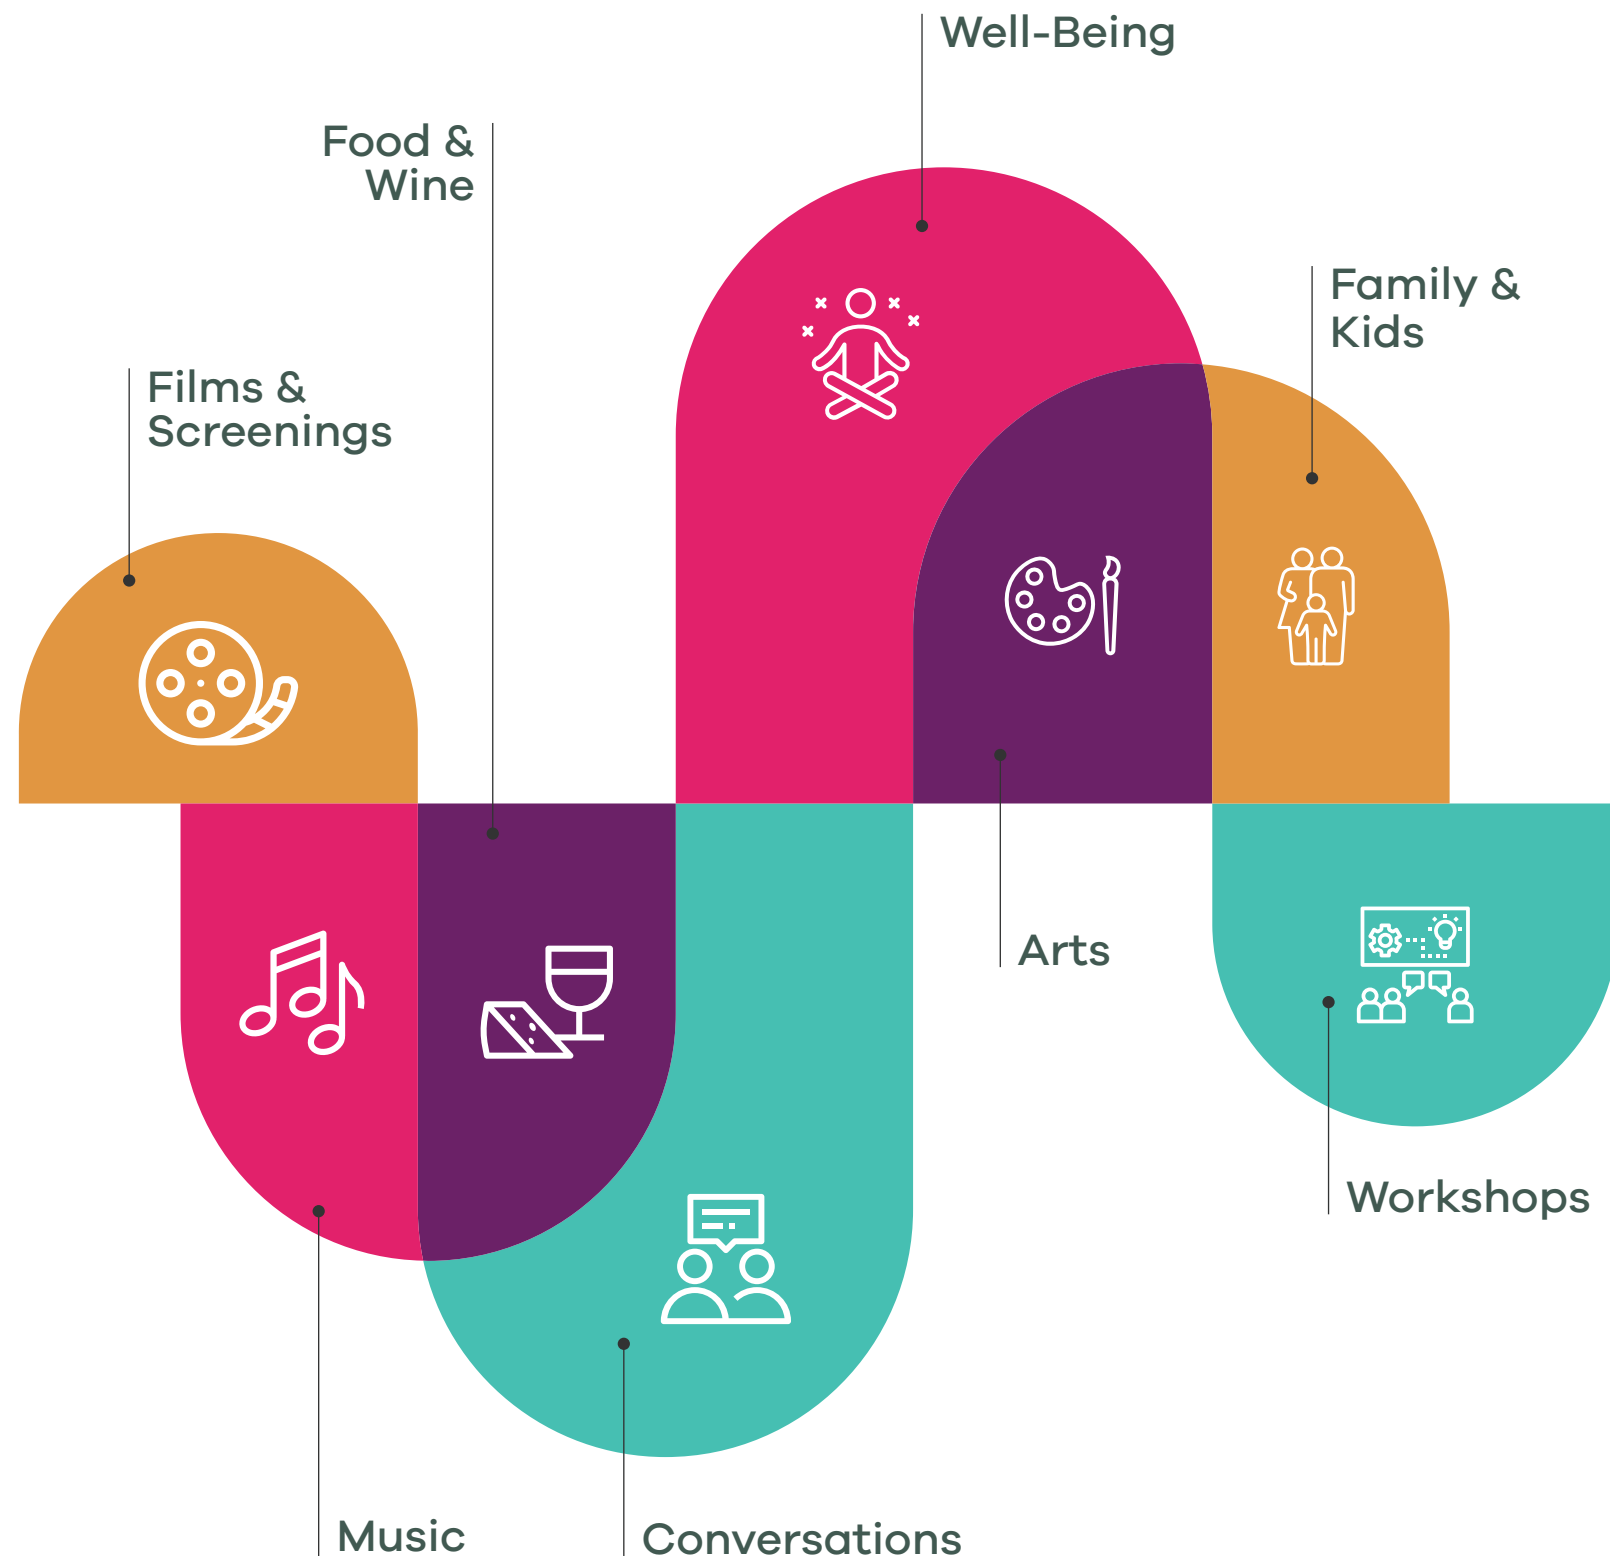 Well-Being
Food &
Wine
Family &
Kids
Films &
Screenings
Arts
Workshops
Music
Conversations